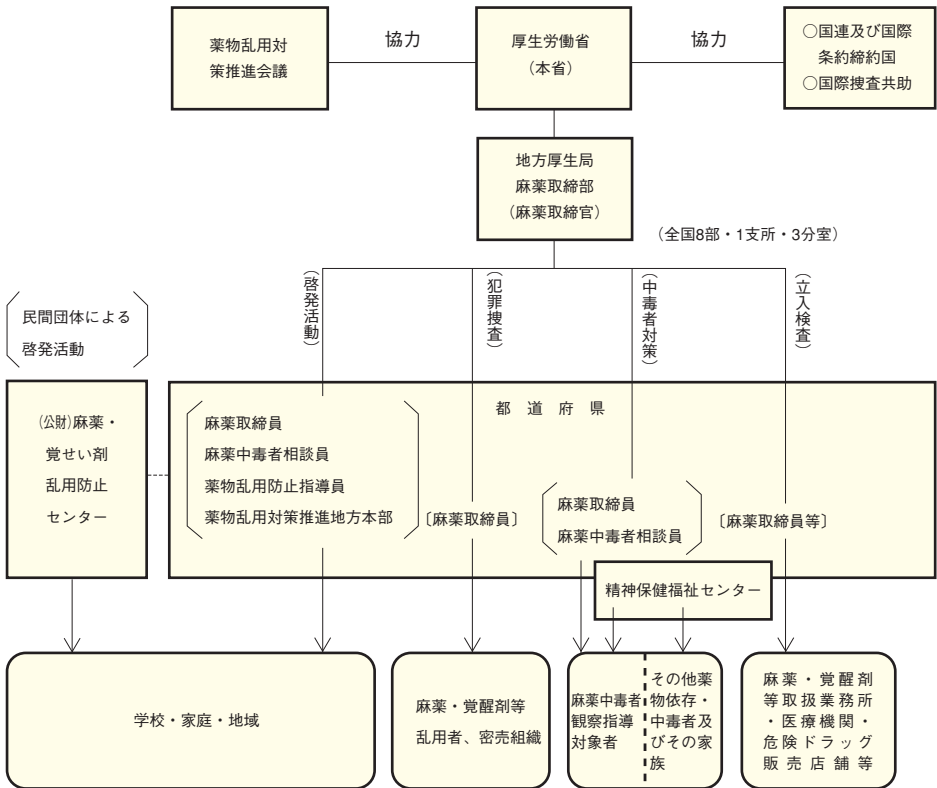 薬物乱用対
策推進会議
協力
厚生労働省
（本省）
協力
○国連及び国際
条約締約国
○国際捜査共助
地方厚生局
麻薬取締部
（麻薬取締官）
（全国8部・1支所・3分室）
（啓発活動）
（犯罪捜査）
（中毒者対策）
（立入検査）
民間団体による
啓発活動
(公財)麻薬・
覚せい剤
乱用防止
センター
都道府県
麻薬取締員
麻薬中毒者相談員
薬物乱用防止指導員
薬物乱用対策推進地方本部
〔麻薬取締員〕
麻薬取締員
麻薬中毒者相談員
〔麻薬取締員等〕
精神保健福祉センター
学校・家庭・地域
麻薬・覚醒剤等
乱用者、密売組織
麻薬中毒者
観察指導
対象者
その他薬
物依存・
中毒者及
びその家
族
麻薬・覚醒剤
等取扱業務所
・医療機関・
危険ドラッグ
販売店舗等